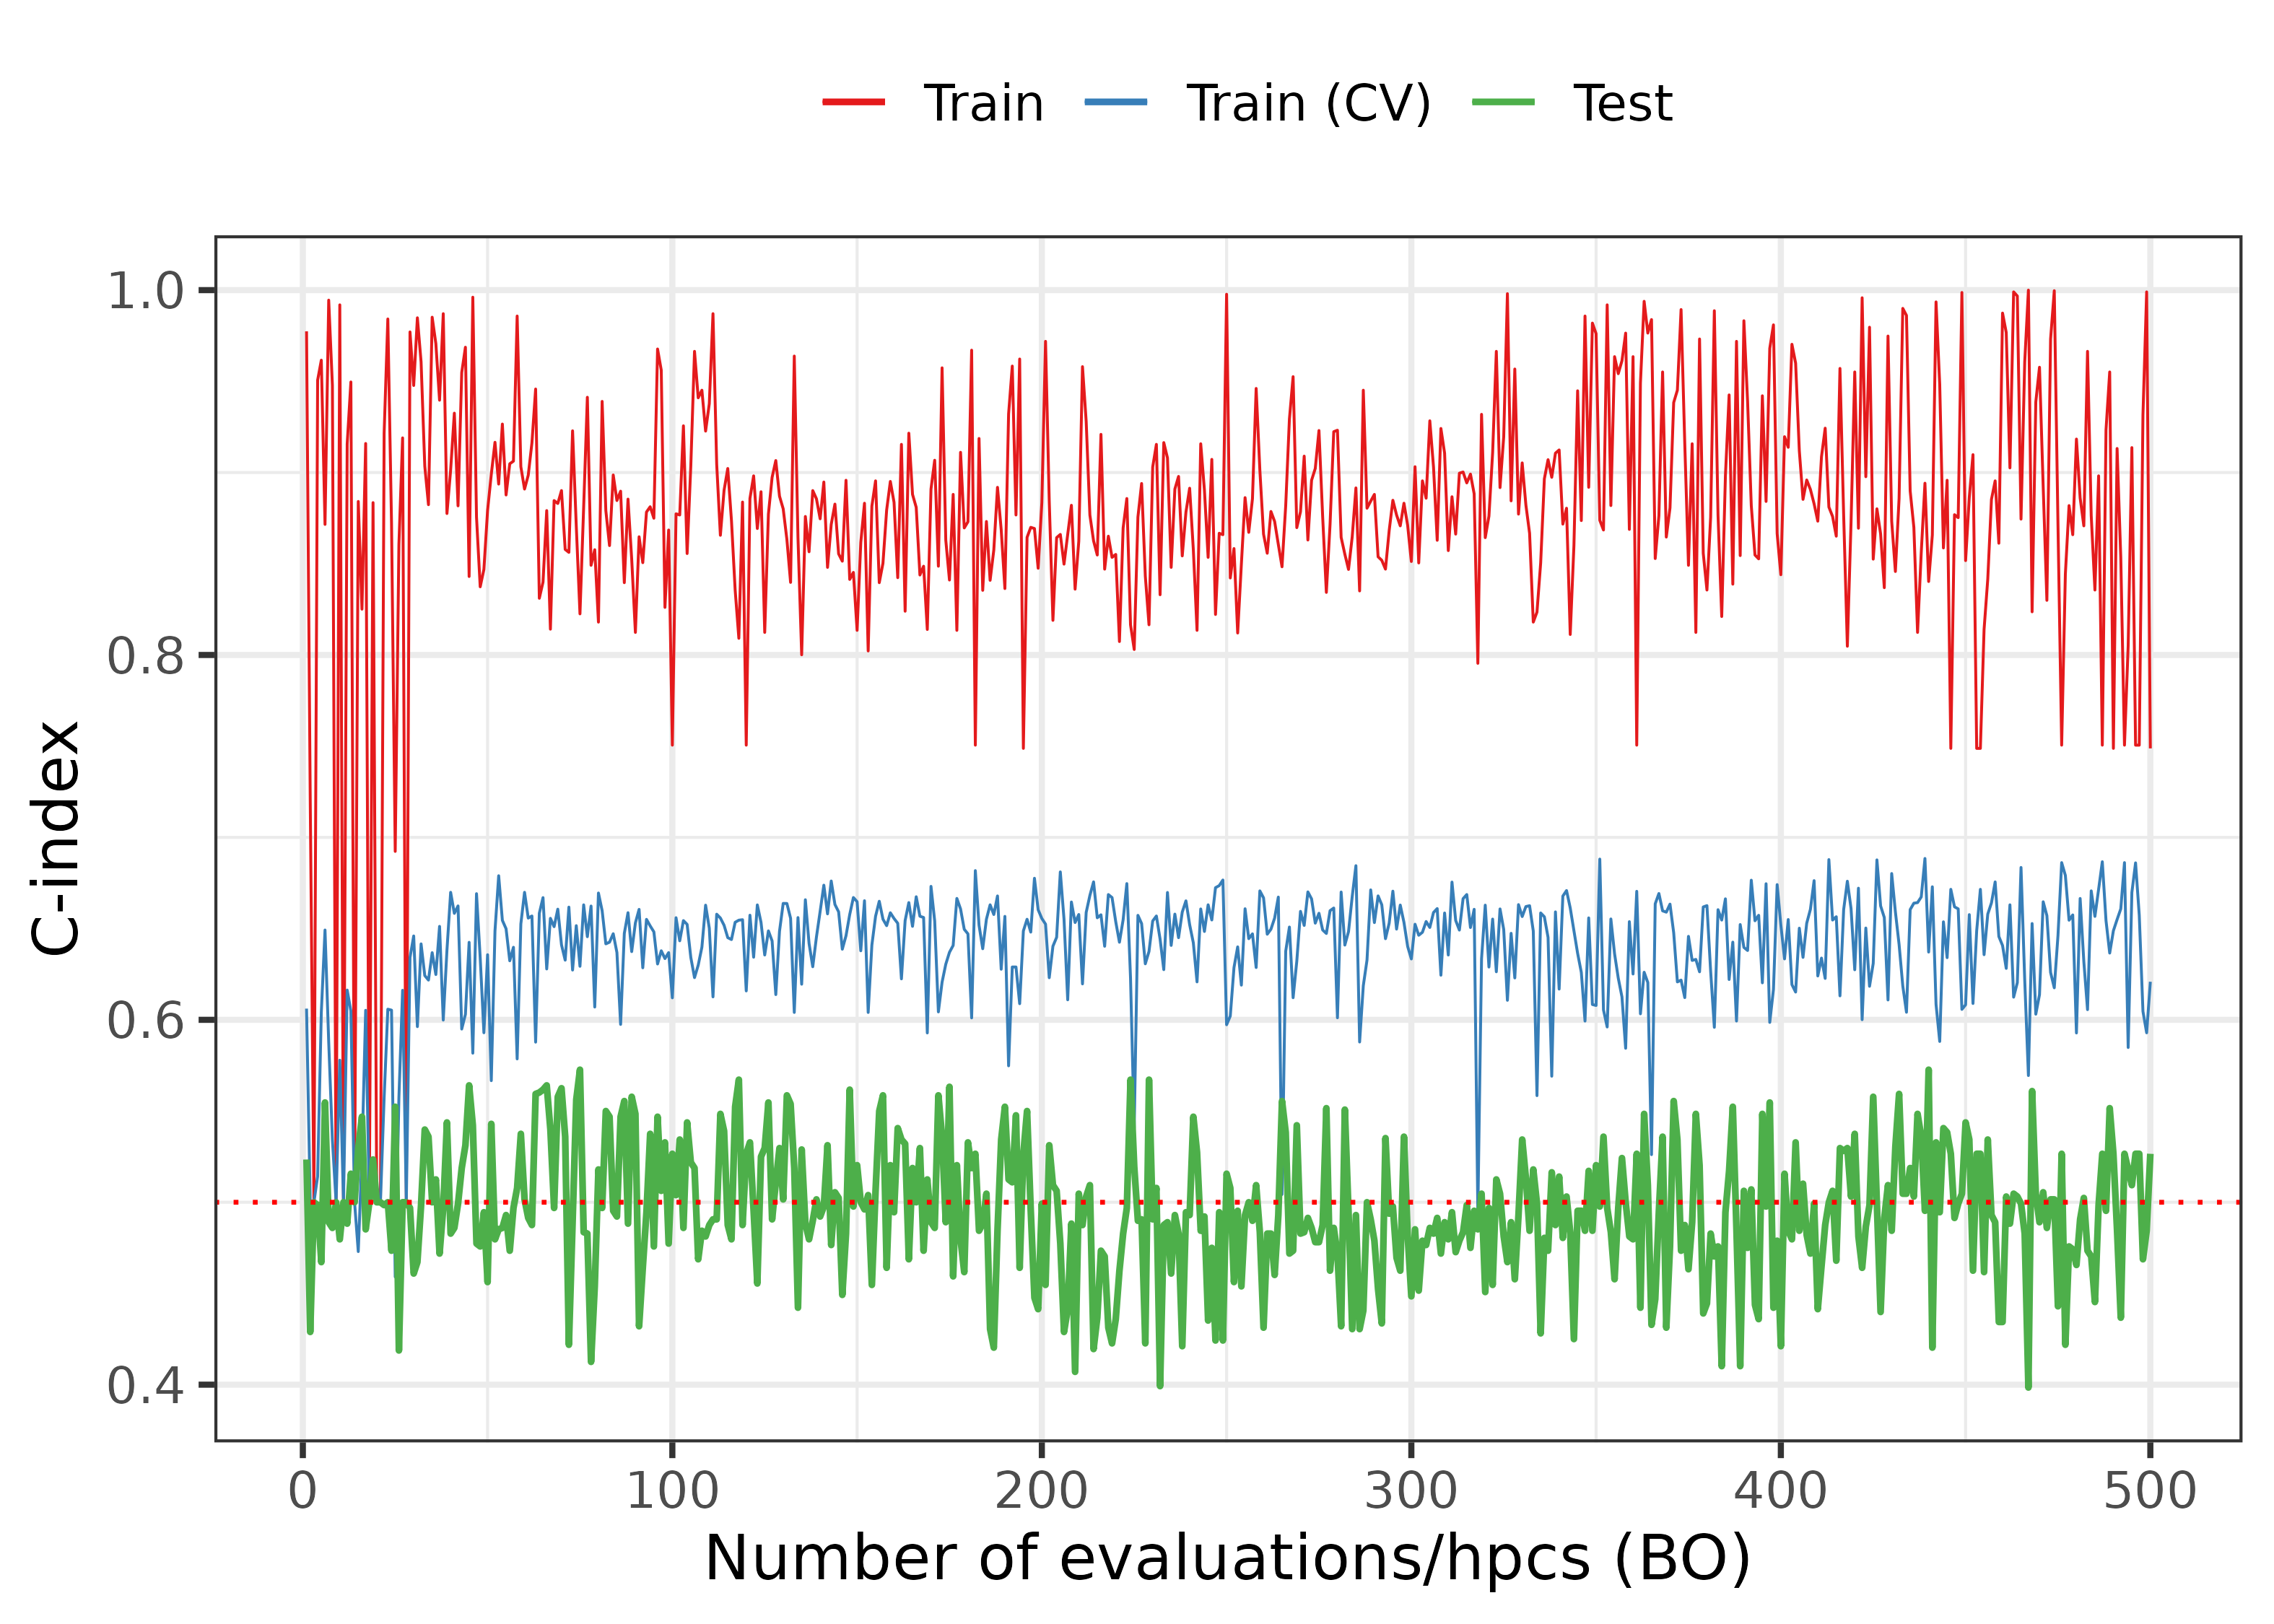 Train Train (CV) Test
1.0
0.8
0.6
0.4
C-index
0 100 200 300 400 500
Number of evaluations/hpcs (BO)